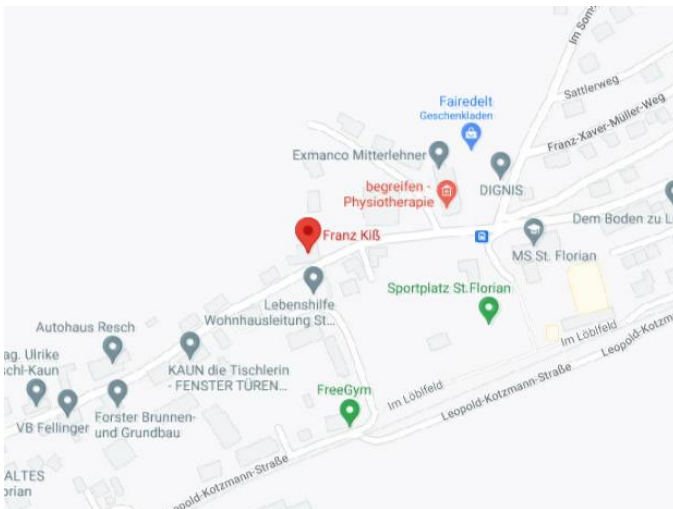 Im Som
Sattlerweg
Fairedelt
Geschenkladen
Franz-Xaver-Müller-Weg
Exmanco Mitterlehner
DIGNIS
begreifen -
Physiotherapie
Dem Boden zu L
Franz Kiß
MS St. Florian
Sportplatz St.Florian
Lebenshilfe
Wohnhausleitung St...
Autohaus Resch
Im Löblfeld
Leopold-Kotzm
ag. Ulrike
schl-Kaun
KAUN die Tischlerin
- FENSTER TÜREN...
FreeGym
Im Löblfeld
Leopold-Kotzmann-Straße
VB Fellinger
Forster Brunnen-
und Grundbau
ALTES
orian
eopold-Kotzmann-Straße